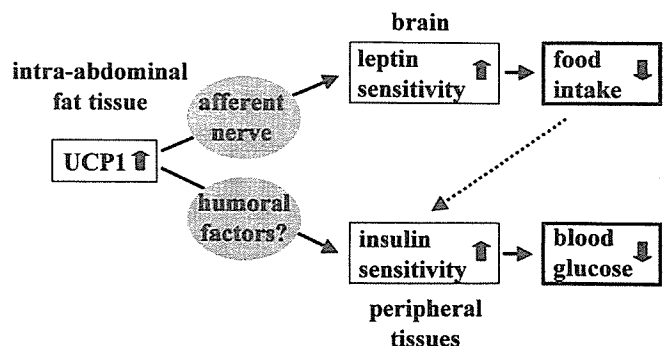 brain
intra-abdominal
fat tissue
afferent
nerve
leptin
sensitivity
food
intake
UCP1
humoral
factors?
insulin
sensitivity
blood
glucose
peripheral
tissues